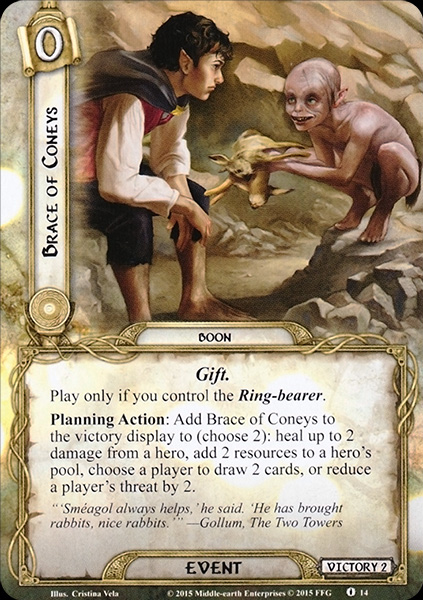 0
BRACE OF CONEYS
BOON
Gift.
Play only if you control the Ring-bearer.
Planning Action: Add Brace of Coneys to
the victory display to (choose 2): heal up to 2
damage from a hero, add 2 resources to a hero's
pool, choose a player to draw 2 cards, or reduce
a player's threat by 2.
"'Sméagol always helps,' he said. 'He has brought
rabbits, nice rabbits.'" —Gollum, The Two Towers
EVENT
VICTORY 2
Illus. Cristina Vela
© 2015 Middle-earth Enterprises © 2015 FFG
14